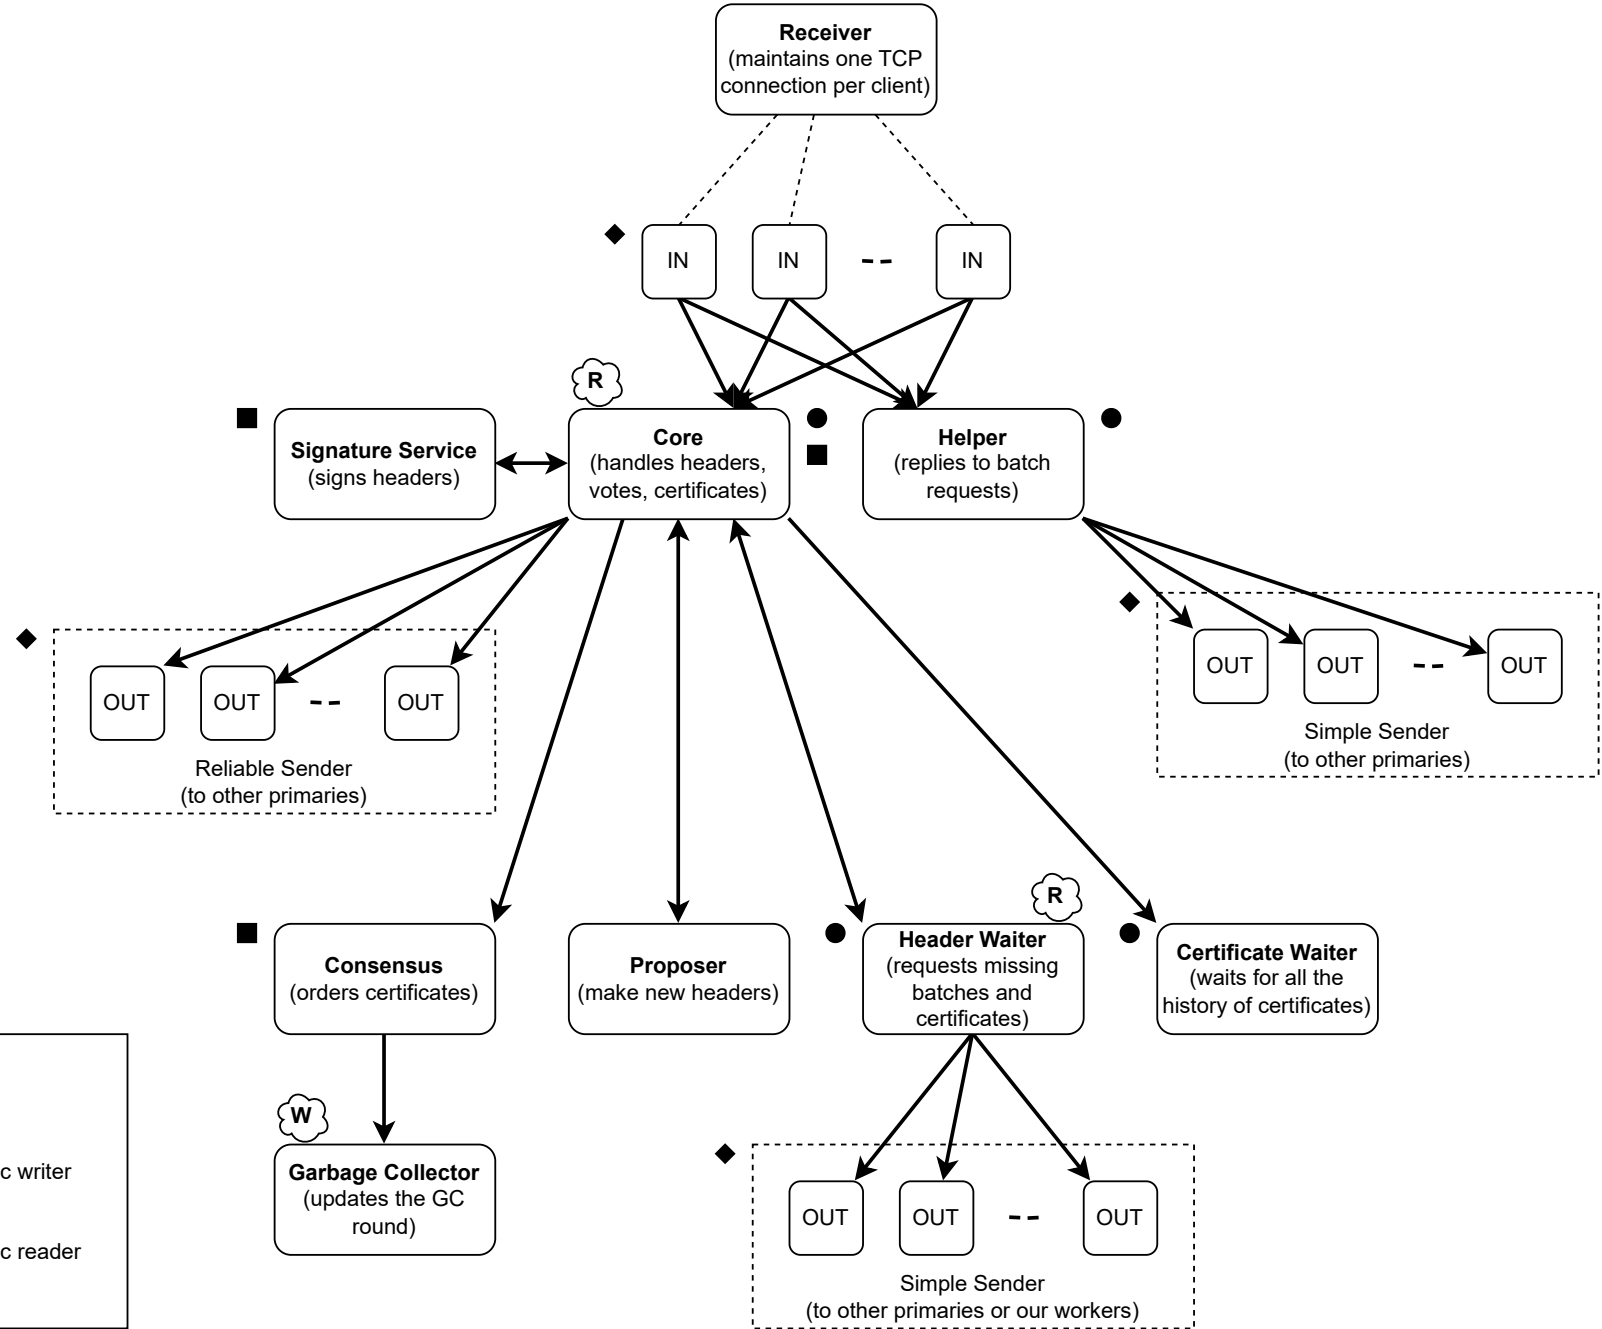 Receiver
(maintains one TCP
connection per client)
IN
IN
--
IN
R
Signature Service
(signs headers)
Core
(handles headers,
votes, certificates)
Helper
(replies to batch
requests)
OUT
OUT
--
OUT
Reliable Sender
(to other primaries)
OUT
OUT
--
OUT
Simple Sender
(to other primaries)
R
Consensus
(orders certificates)
Proposer
(make new headers)
Header Waiter
(requests missing
batches and
certificates)
Certificate Waiter
(waits for all the
history of certificates)
c writer
c reader
W
Garbage Collector
(updates the GC
round)
OUT
OUT
--
OUT
Simple Sender
(to other primaries or our workers)